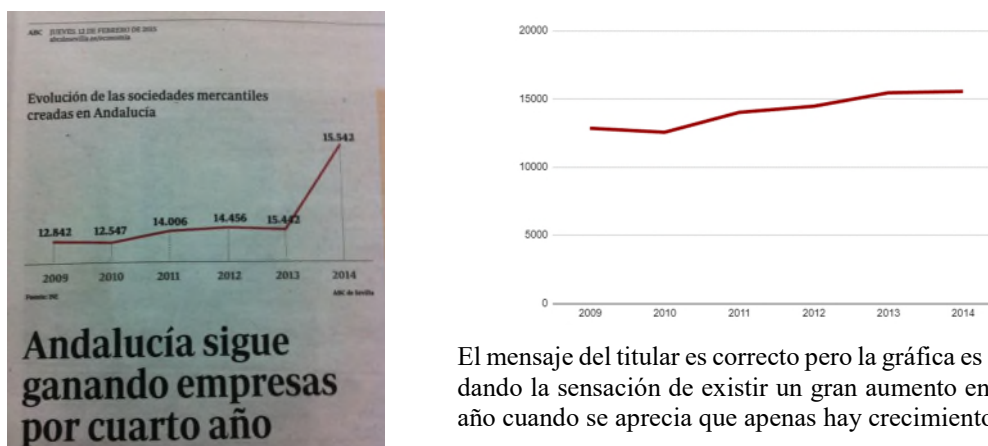 ABC JUEVES, 12 DE FEBRERO DE 2015
abcdesevilla.es/economia
Evolución de las sociedades mercantiles
creadas en Andalucía
15.542
12.842 12.547 14.006 14.456 15.442
2009 2010 2011 2012 2013 2014
Fuente: INE ABC de Sevilla
Andalucía sigue
ganando empresas
por cuarto año
20000
15000
10000
5000
0
2009 2010 2011 2012 2013 2014
El mensaje del titular es correcto pero la gráfica es
dando la sensación de existir un gran aumento en
año cuando se aprecia que apenas hay crecimiento